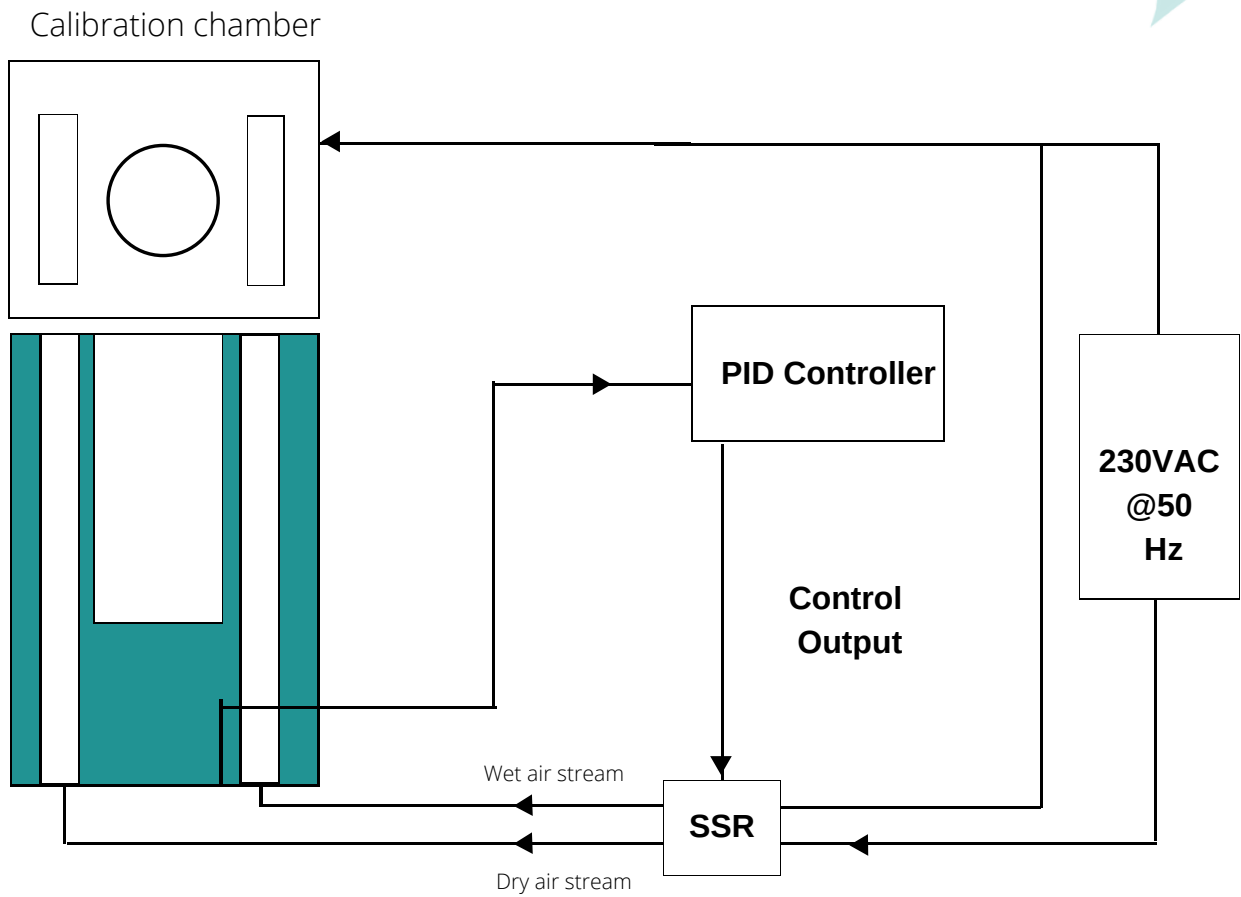 Calibration chamber
PID Controller
230VAC
@50
Hz
Control
Output
Wet air stream
SSR
Dry air stream